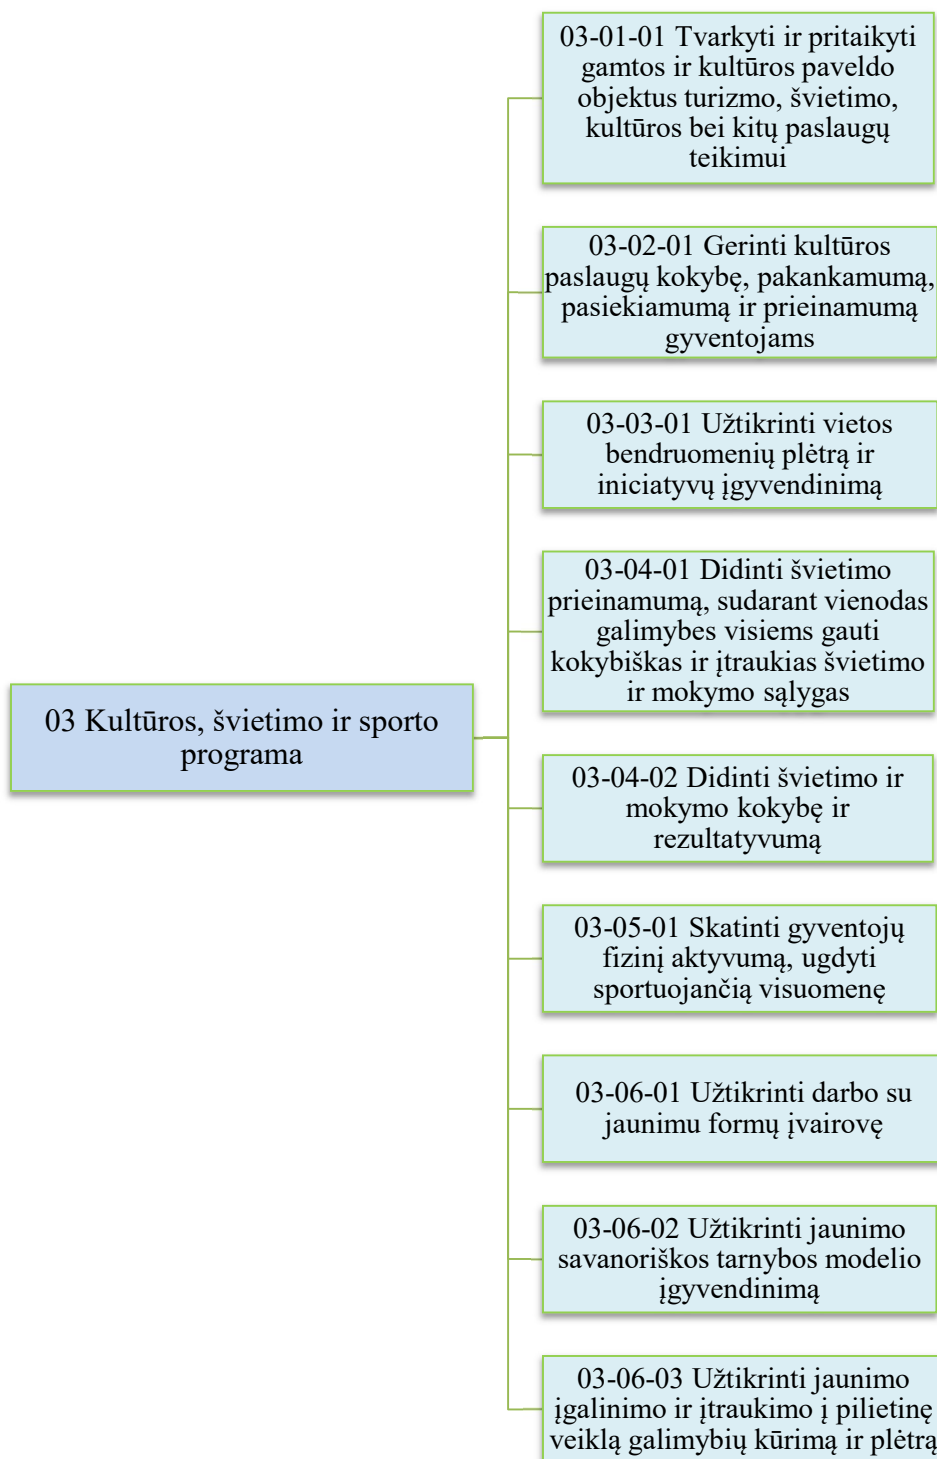 03-01-01 Tvarkyti ir pritaikyti
gamtos ir kultūros paveldo
objektus turizmo, švietimo,
kultūros bei kitų paslaugų
teikimui
03-02-01 Gerinti kultūros
paslaugų kokybę, pakankamumą,
pasiekiamumą ir prieinamumą
gyventojams
03-03-01 Užtikrinti vietos
bendruomenių plėtrą ir
iniciatyvų įgyvendinimą
03-04-01 Didinti švietimo
prieinamumą, sudarant vienodas
galimybes visiems gauti
kokybiškas ir įtraukias švietimo
ir mokymo sąlygas
03 Kultūros, švietimo ir sporto
programa
03-04-02 Didinti švietimo ir
mokymo kokybę ir
rezultatyvumą
03-05-01 Skatinti gyventojų
fizinį aktyvumą, ugdyti
sportuojančią visuomenę
03-06-01 Užtikrinti darbo su
jaunimu formų įvairovę
03-06-02 Užtikrinti jaunimo
savanoriškos tarnybos modelio
įgyvendinimą
03-06-03 Užtikrinti jaunimo
įgalinimo ir įtraukimo į pilietinę
veiklą galimybių kūrimą ir plėtrą